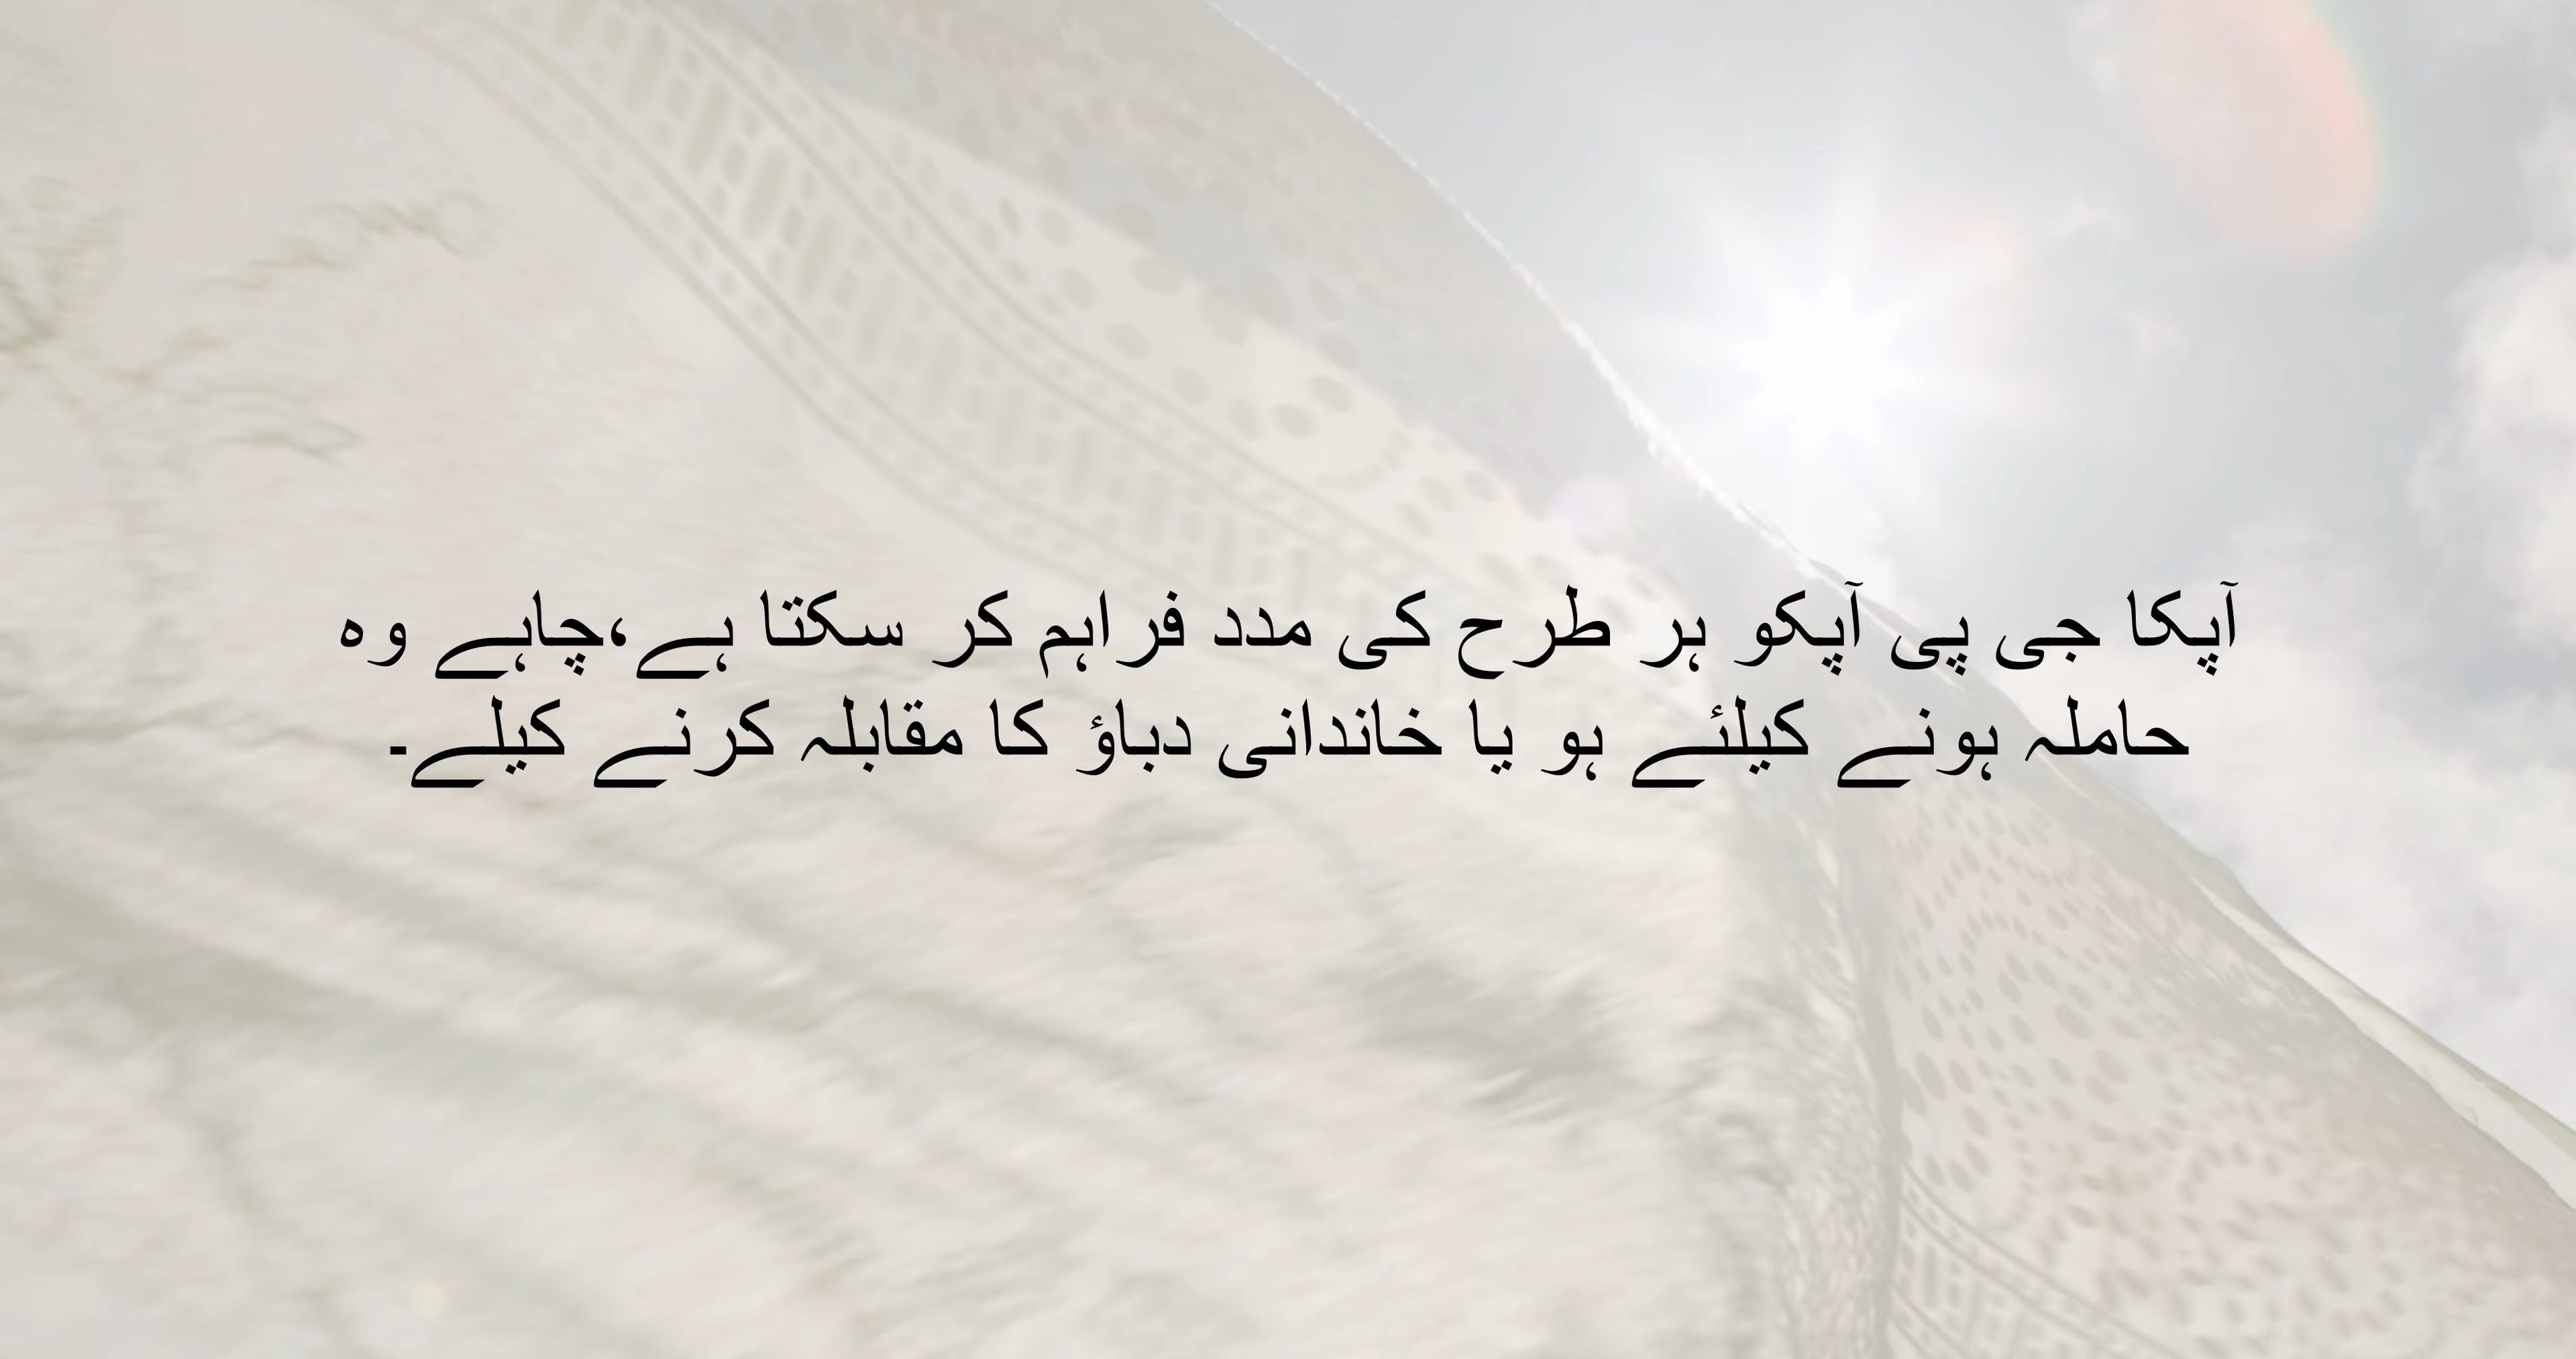 آپکا جی پی آپکو ہر طرح کی مدد فراہم کر سکتا ہے،چاہے وہ
حاملہ ہونے کیلئے ہو یا خاندانی دباؤ کا مقابلہ کرنے کیلے۔